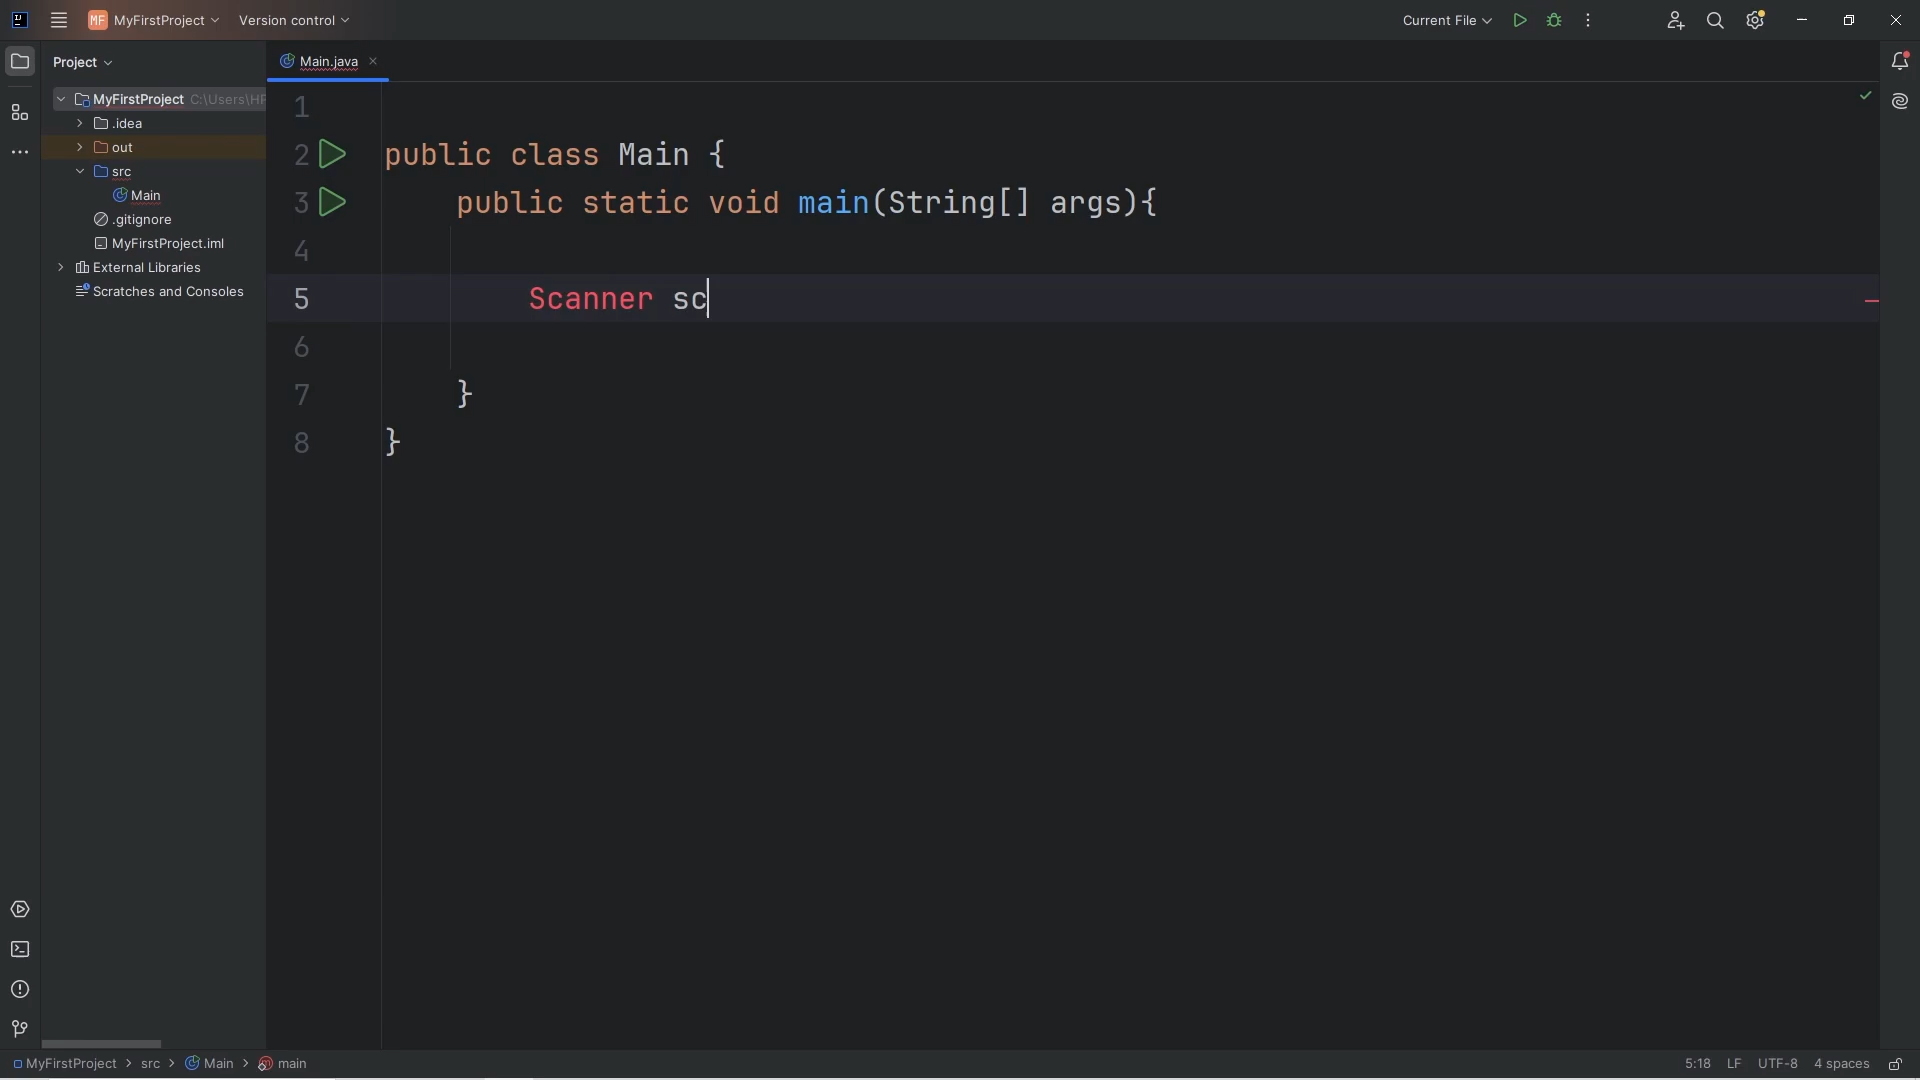 MF MyFirstProject Version control Current File
Project Main.java
MyFirstProject C:\Users\HP
.idea
out
src
Main
.gitignore
MyFirstProject.iml
External Libraries
Scratches and Consoles
1
2 public class Main {
3 public static void main(String[] args){
4
5 Scanner sc
6
7 }
8 }
MyFirstProject > src > Main > main 5:18 LF UTF-8 4 spaces